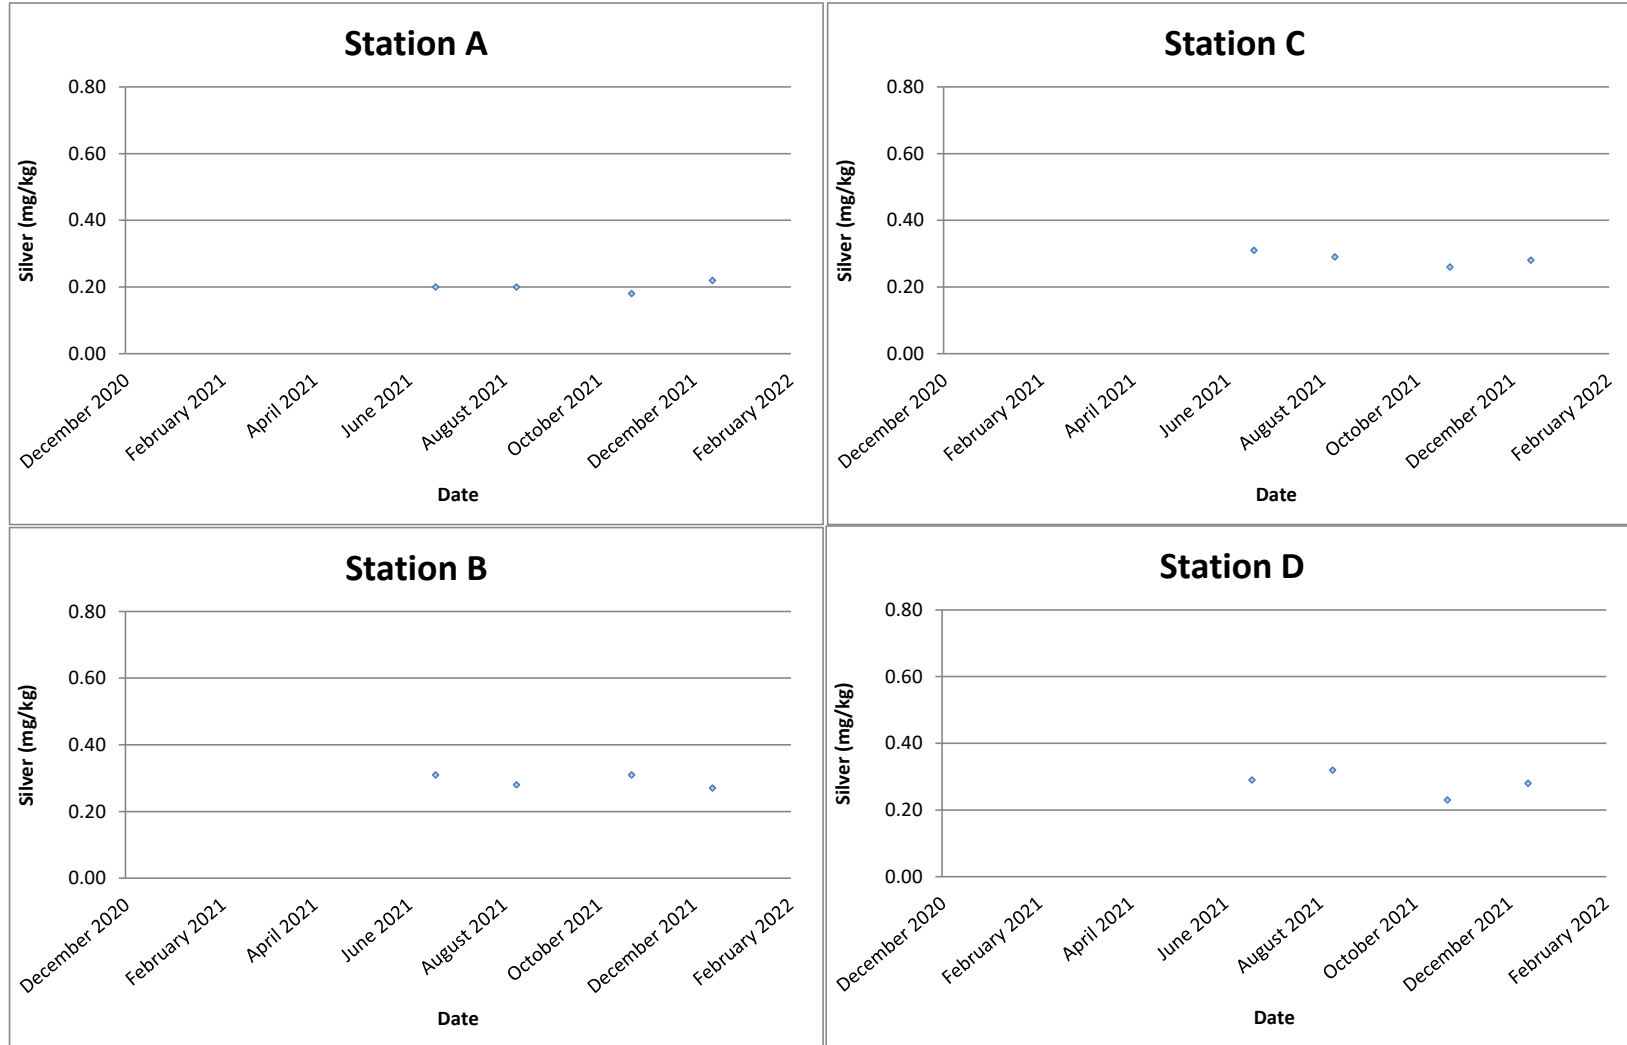 Station A
0.80
0.60
0.40
0.20
0.00
Silver (mg/kg)
December 2020
February 2021
April 2021
June 2021
August 2021
October 2021
December 2021
February 2022
Date
Station C
0.80
0.60
0.40
0.20
0.00
Silver (mg/kg)
December 2020
February 2021
April 2021
June 2021
August 2021
October 2021
December 2021
February 2022
Date
Station B
0.80
0.60
0.40
0.20
0.00
Silver (mg/kg)
December 2020
February 2021
April 2021
June 2021
August 2021
October 2021
December 2021
February 2022
Date
Station D
0.80
0.60
0.40
0.20
0.00
Silver (mg/kg)
December 2020
February 2021
April 2021
June 2021
August 2021
October 2021
December 2021
February 2022
Date